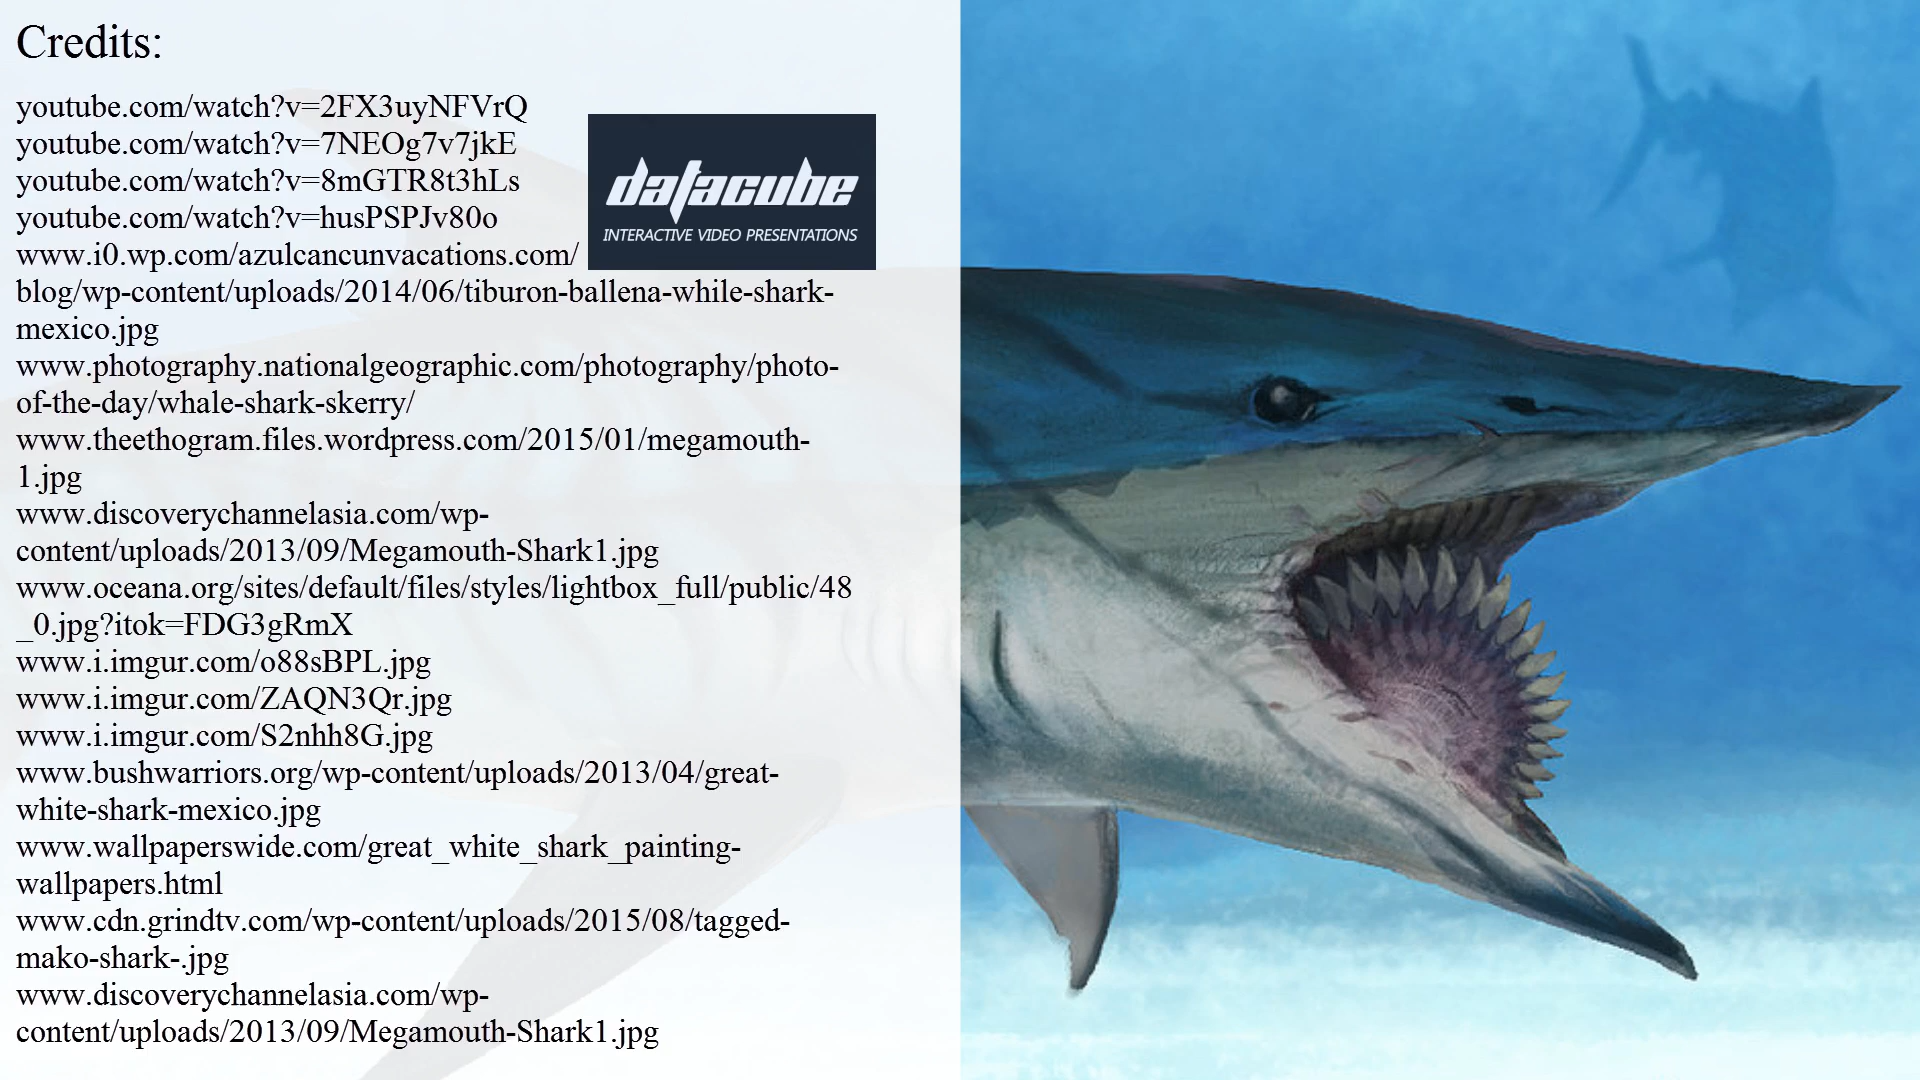 Credits:
youtube.com/watch?v=2FX3uyNFVrQ
youtube.com/watch?v=7NEOg7v7jkE
youtube.com/watch?v=8mGTR8t3hLs
youtube.com/watch?v=husPSPJv80o
www.i0.wp.com/azulcancunvacations.com/
blog/wp-content/uploads/2014/06/tiburon-ballena-while-shark-
mexico.jpg
www.photography.nationalgeographic.com/photography/photo-
of-the-day/whale-shark-skerry/
www.theethogram.files.wordpress.com/2015/01/megamouth-
1.jpg
www.discoverychannelasia.com/wp-
content/uploads/2013/09/Megamouth-Shark1.jpg
www.oceana.org/sites/default/files/styles/lightbox_full/public/48
_0.jpg?itok=FDG3gRmX
www.i.imgur.com/o88sBPL.jpg
www.i.imgur.com/ZAQN3Qr.jpg
www.i.imgur.com/S2nhh8G.jpg
www.bushwarriors.org/wp-content/uploads/2013/04/great-
white-shark-mexico.jpg
www.wallpaperswide.com/great_white_shark_painting-
wallpapers.html
www.cdn.grindtv.com/wp-content/uploads/2015/08/tagged-
mako-shark-.jpg
www.discoverychannelasia.com/wp-
content/uploads/2013/09/Megamouth-Shark1.jpg
datacube
INTERACTIVE VIDEO PRESENTATIONS